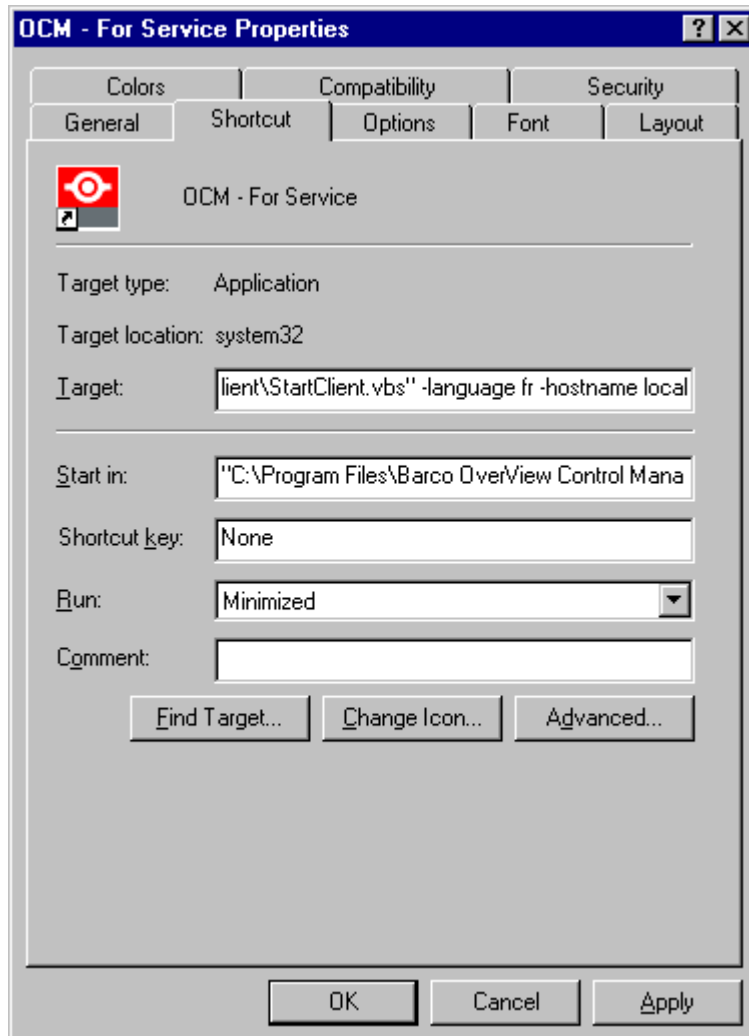 OCM - For Service Properties
Colors Compatibility Security
General Shortcut Options Font Layout
OCM - For Service
Target type: Application
Target location: system32
Target: lient\StartClient.vbs" -language fr -hostname local
Start in: "C:\Program Files\Barco OverView Control Mana
Shortcut key: None
Run: Minimized
Comment:
Find Target... Change Icon... Advanced...
OK Cancel Apply